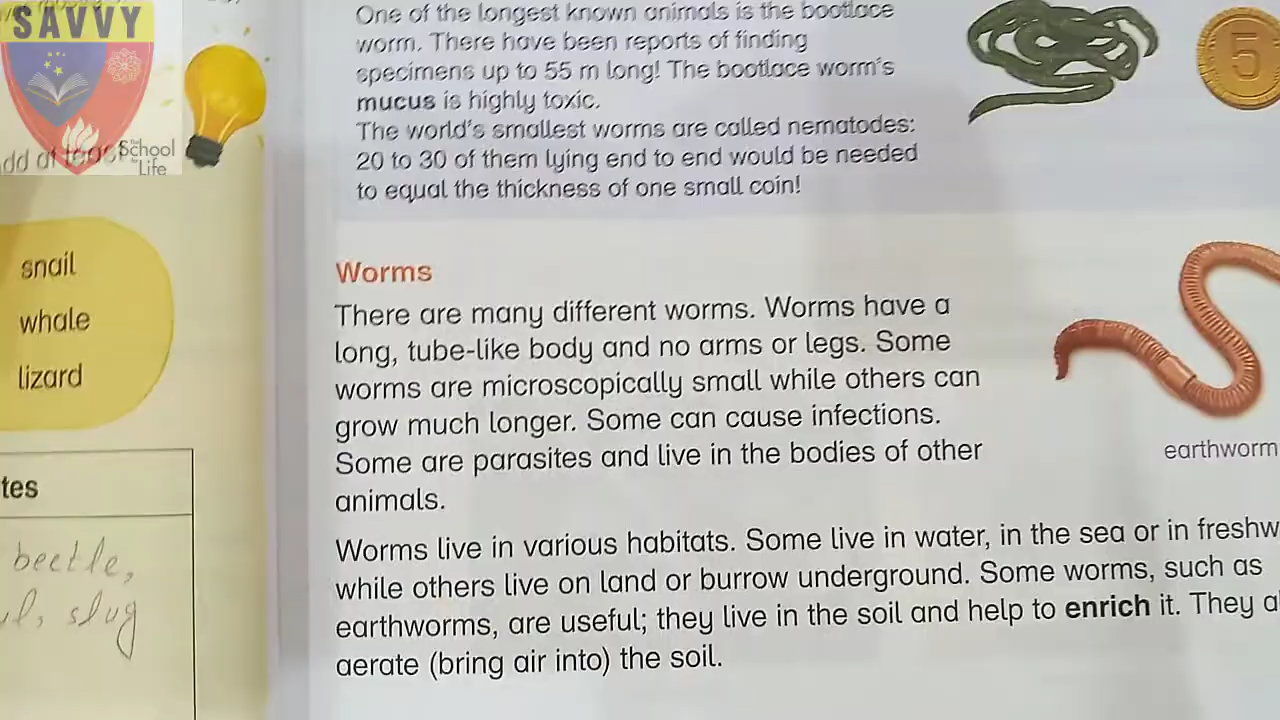 SAVVY
School
for
Life
dd at least
snail
whale
lizard
tes
beetle,
slug
One of the longest known animals is the bootlace
worm. There have been reports of finding
specimens up to 55 m long! The bootlace worm's
mucus is highly toxic.
The world's smallest worms are called nematodes:
20 to 30 of them lying end to end would be needed
to equal the thickness of one small coin!
5
Worms
There are many different worms. Worms have a
long, tube-like body and no arms or legs. Some
worms are microscopically small while others can
grow much longer. Some can cause infections.
Some are parasites and live in the bodies of other
animals.
earthworm
Worms live in various habitats. Some live in water, in the sea or in freshw
while others live on land or burrow underground. Some worms, such as
earthworms, are useful; they live in the soil and help to enrich it. They a
aerate (bring air into) the soil.